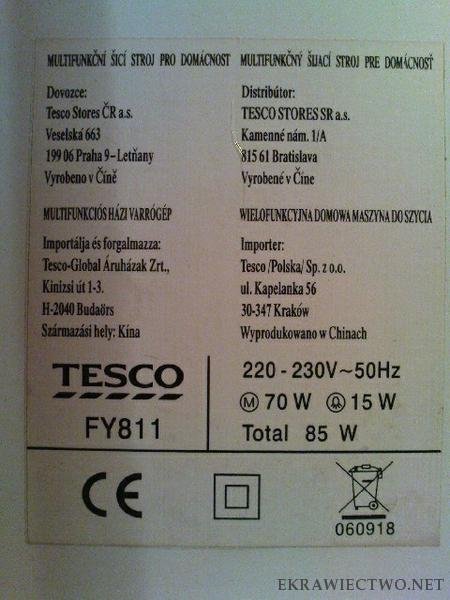 MULTIFUNKČNÍ ŠICÍ STROJ PRO DOMÁCNOST
Dovozce:
Tesco Stores ČR a.s.
Veselská 663
199 06 Praha 9-Letňany
Vyrobeno v Číně
MULTIFUNKČNÝ ŠIJACÍ STROJ PRE DOMÁCNOSŤ
Distribútor:
TESCO STORES SR a.s.
Kamenné nám. 1/A
815 61 Bratislava
Vyrobené v Číne
MULTIFUNKCIÓS HÁZI VARRÓGÉP
Importálja és forgalmazza:
Tesco-Global Áruházak Zrt.,
Kinizsi út 1-3.
H-2040 Budaörs
Származási hely: Kína
WIELOFUNKCYJNA DOMOWA MASZYNA DO SZYCIA
Importer:
Tesco /Polska/ Sp. z o.o.
ul. Kapelanka 56
30-347 Kraków
Wyprodukowano w Chinach
TESCO
FY811
220 - 230V~50Hz
M 70 W 15 W
Total 85 W
CE
060918
EKRAWIECTWO.NET